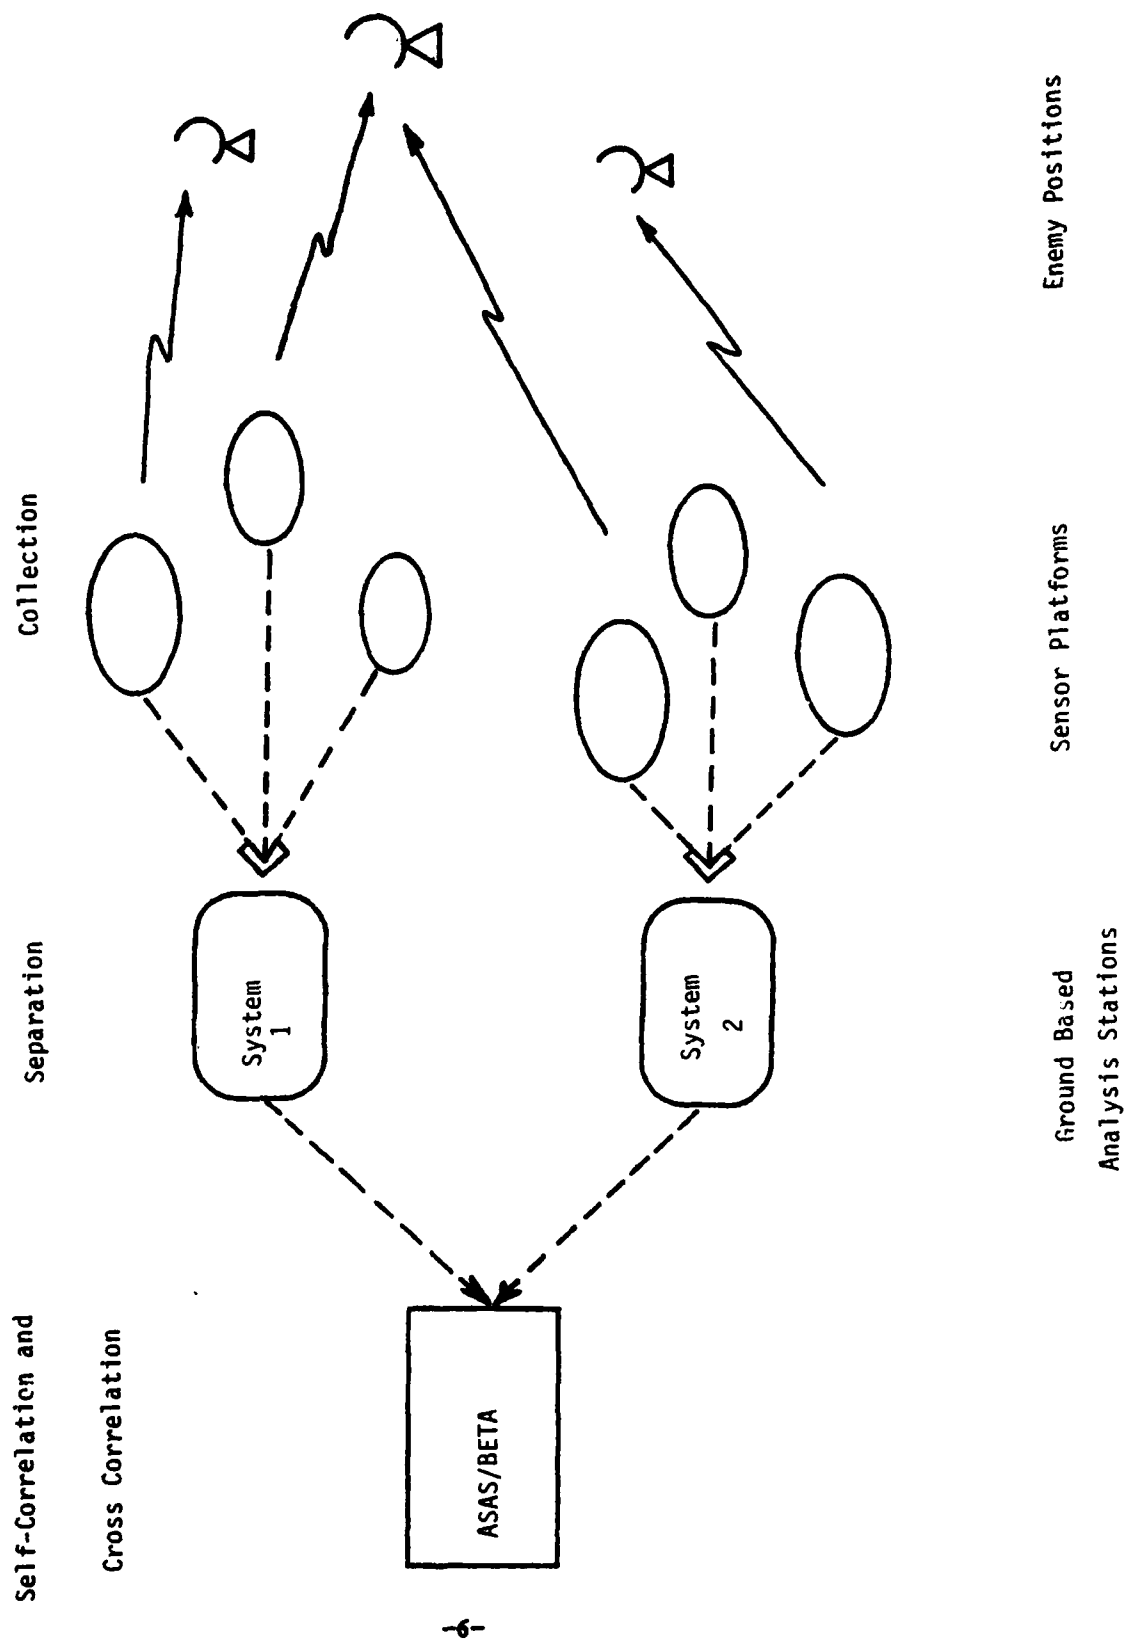 Self-Correlation and
Cross Correlation
Separation
Collection
ASAS/BETA
System
1
System
2
Ground Based
Analysis Stations
Sensor Platforms
Enemy Positions
-9-